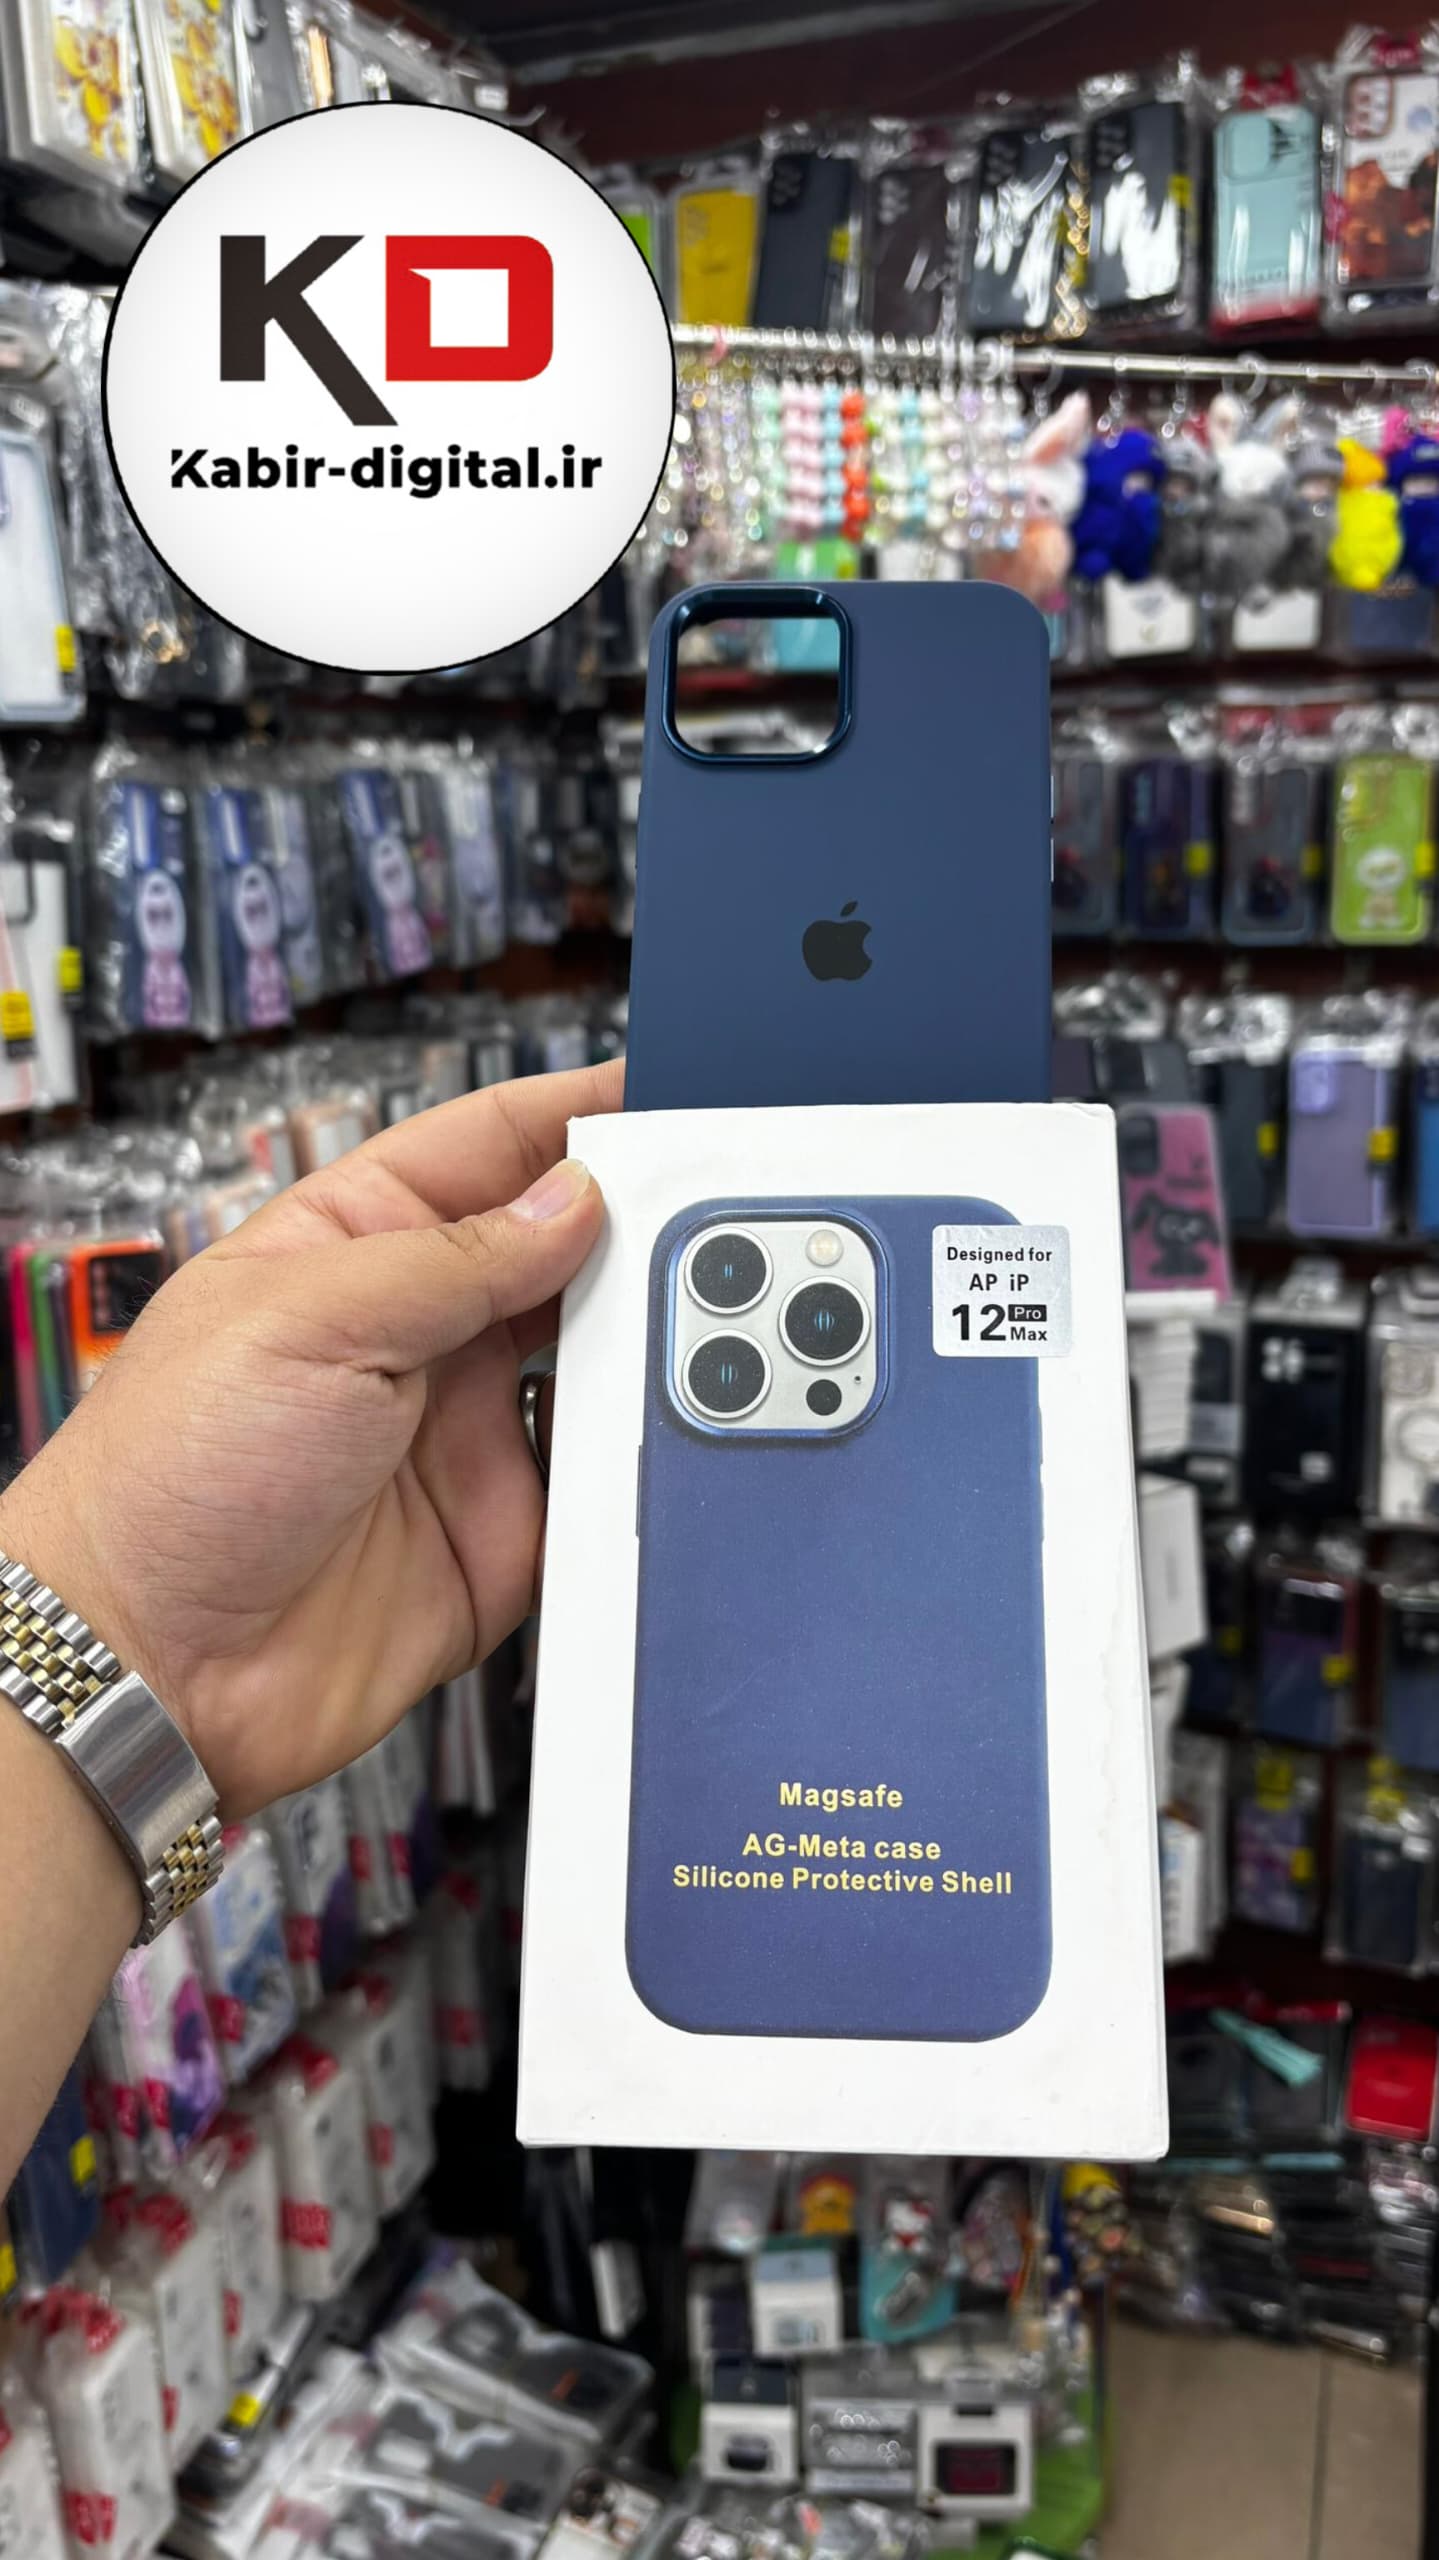 KD
Kabir-digital.ir
Designed for
AP iP
12 Pro Max
Magsafe
AG-Meta case
Silicone Protective Shell